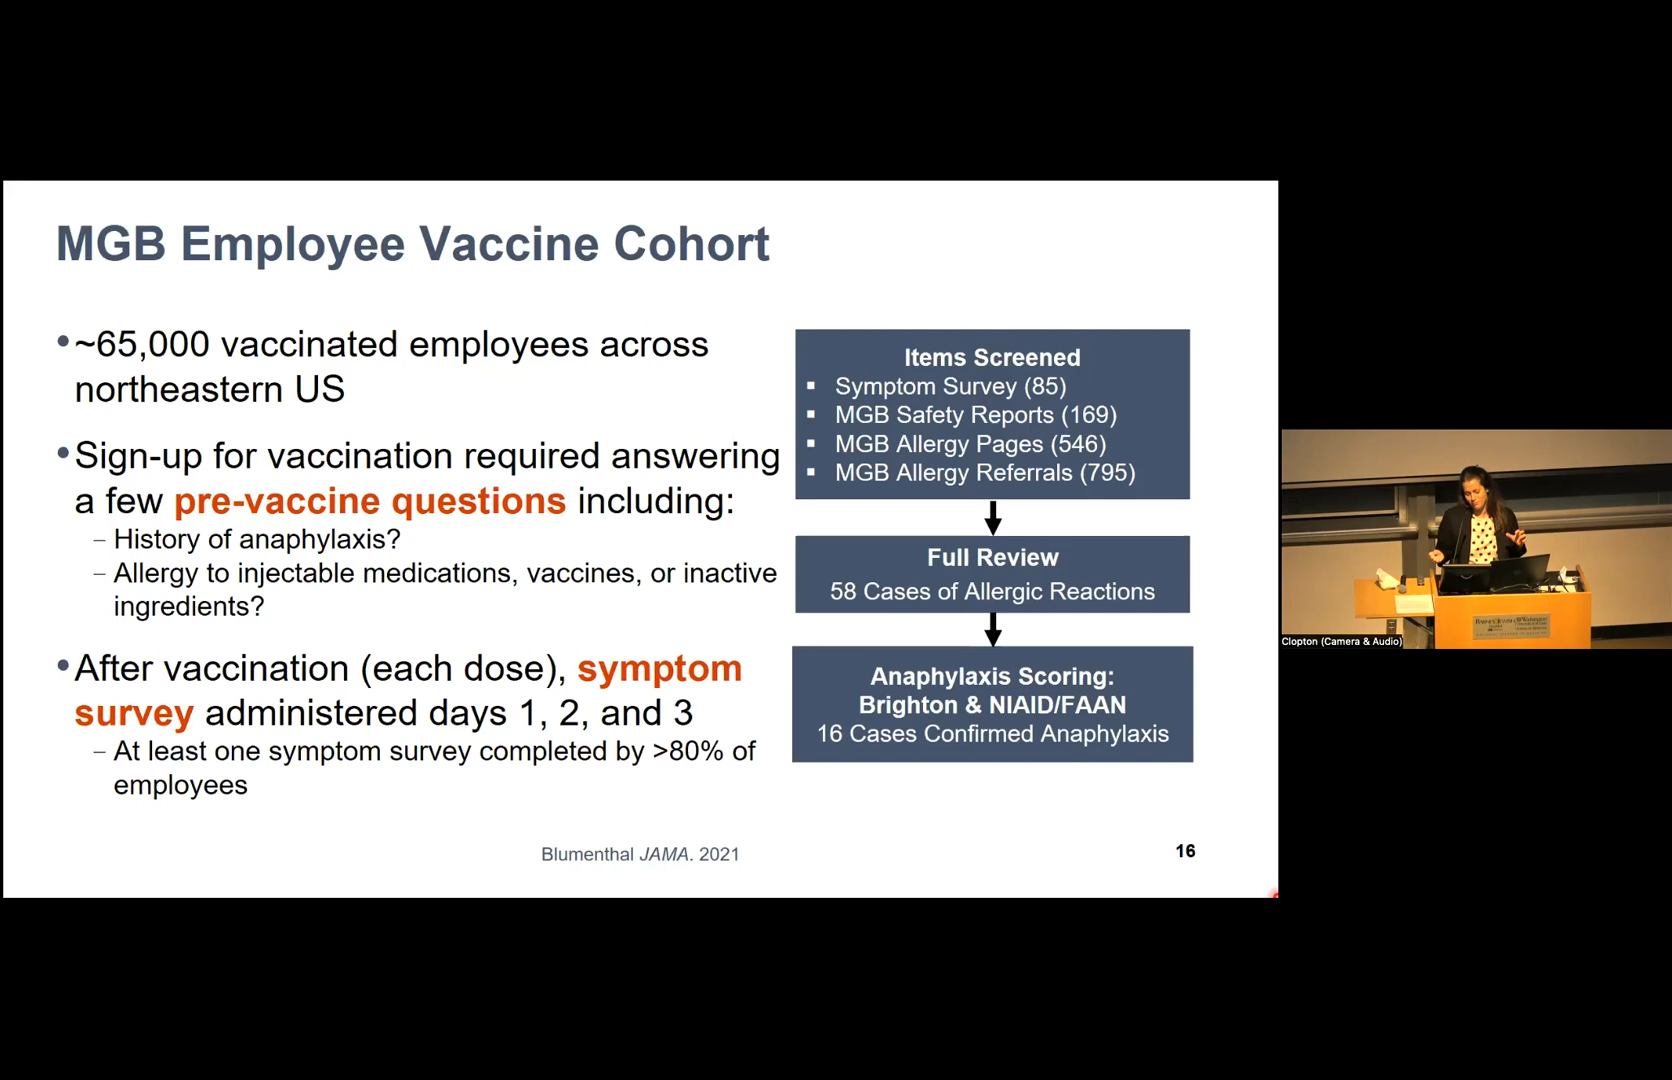 MGB Employee Vaccine Cohort
•~65,000 vaccinated employees across
northeastern US
•Sign-up for vaccination required answering
a few pre-vaccine questions including:
– History of anaphylaxis?
– Allergy to injectable medications, vaccines, or inactive
ingredients?
•After vaccination (each dose), symptom
survey administered days 1, 2, and 3
– At least one symptom survey completed by >80% of
employees
Items Screened
▪ Symptom Survey (85)
▪ MGB Safety Reports (169)
▪ MGB Allergy Pages (546)
▪ MGB Allergy Referrals (795)
Full Review
58 Cases of Allergic Reactions
Anaphylaxis Scoring:
Brighton & NIAID/FAAN
16 Cases Confirmed Anaphylaxis
Blumenthal JAMA. 2021
16
Clopton (Camera & Audio)